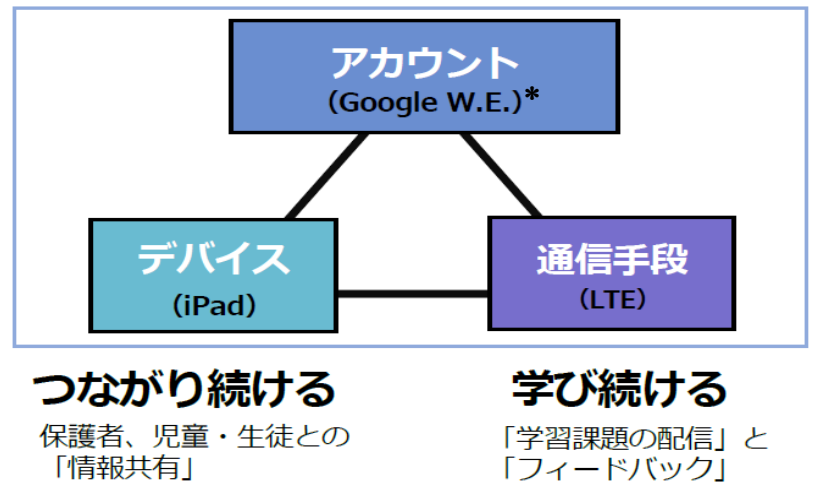 アカウント
（Google W.E.）*
デバイス
（iPad）
通信手段
（LTE）
つながり続ける
保護者、児童・生徒との
「情報共有」
学び続ける
「学習課題の配信」と
「フィードバック」